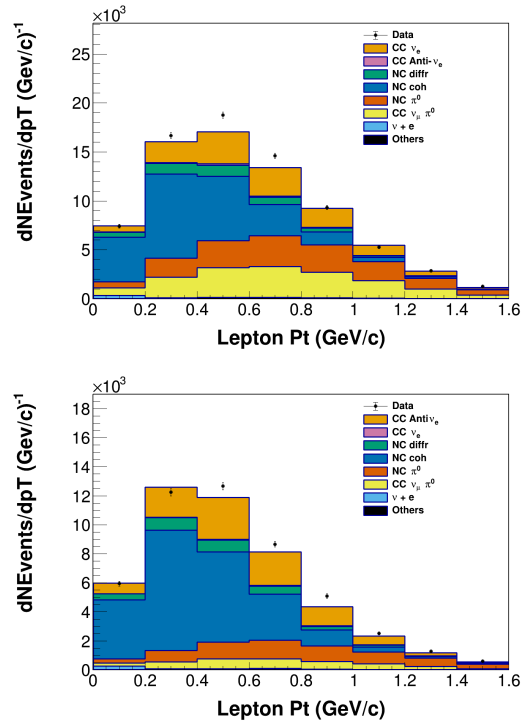 ×10³
dNEvents/dpT (GeV/c)⁻¹
25
20
15
10
5
0
0 0.2 0.4 0.6 0.8 1 1.2 1.4 1.6
Lepton Pt (GeV/c)
Data
CC νe
CC Anti-νe
NC diffr
NC coh
NC π⁰
CC νμ π⁰
ν + e
Others
×10³
dNEvents/dpT (GeV/c)⁻¹
18
16
14
12
10
8
6
4
2
0
0 0.2 0.4 0.6 0.8 1 1.2 1.4 1.6
Lepton Pt (GeV/c)
Data
CC Antiνe
CC νe
NC diffr
NC coh
NC π⁰
CC νμ π⁰
ν + e
Others